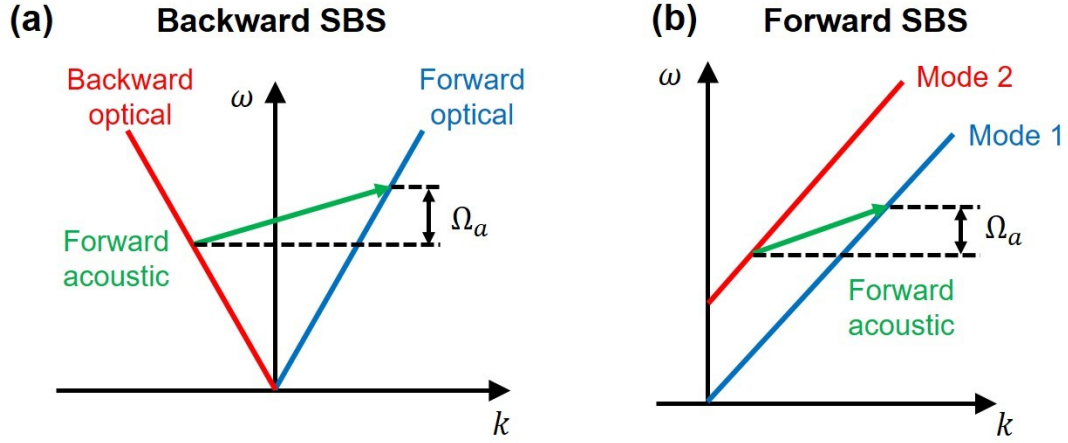 (a) Backward SBS
Backward
optical
ω
Forward
optical
Forward
acoustic
Ωₐ
k
(b) Forward SBS
ω
Mode 2
Mode 1
Ωₐ
Forward
acoustic
k